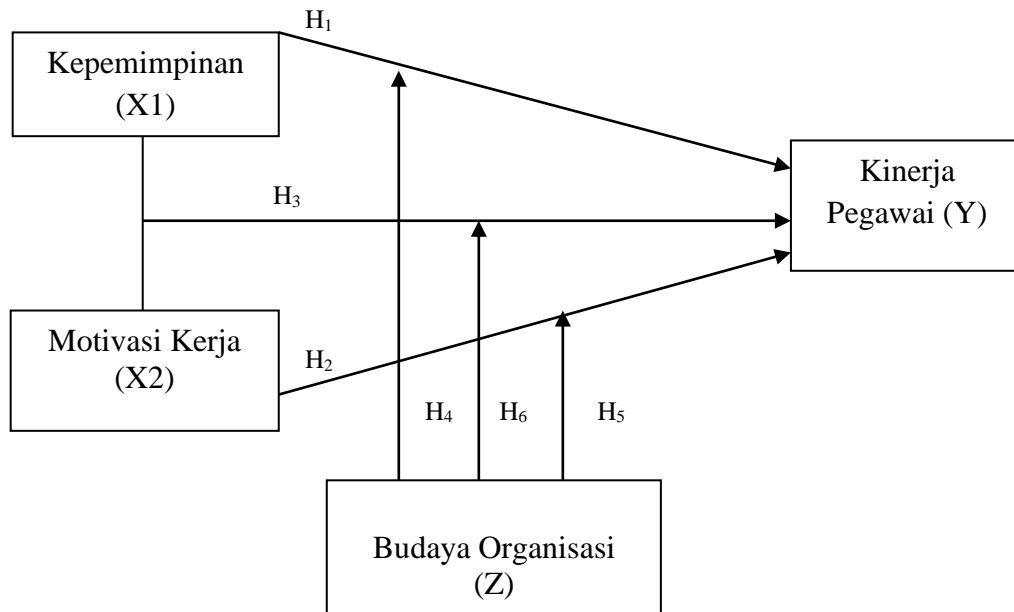 H₁
Kepemimpinan
(X1)
Kinerja
Pegawai (Y)
H₃
Motivasi Kerja
(X2)
H₂
H₄
H₆
H₅
Budaya Organisasi
(Z)